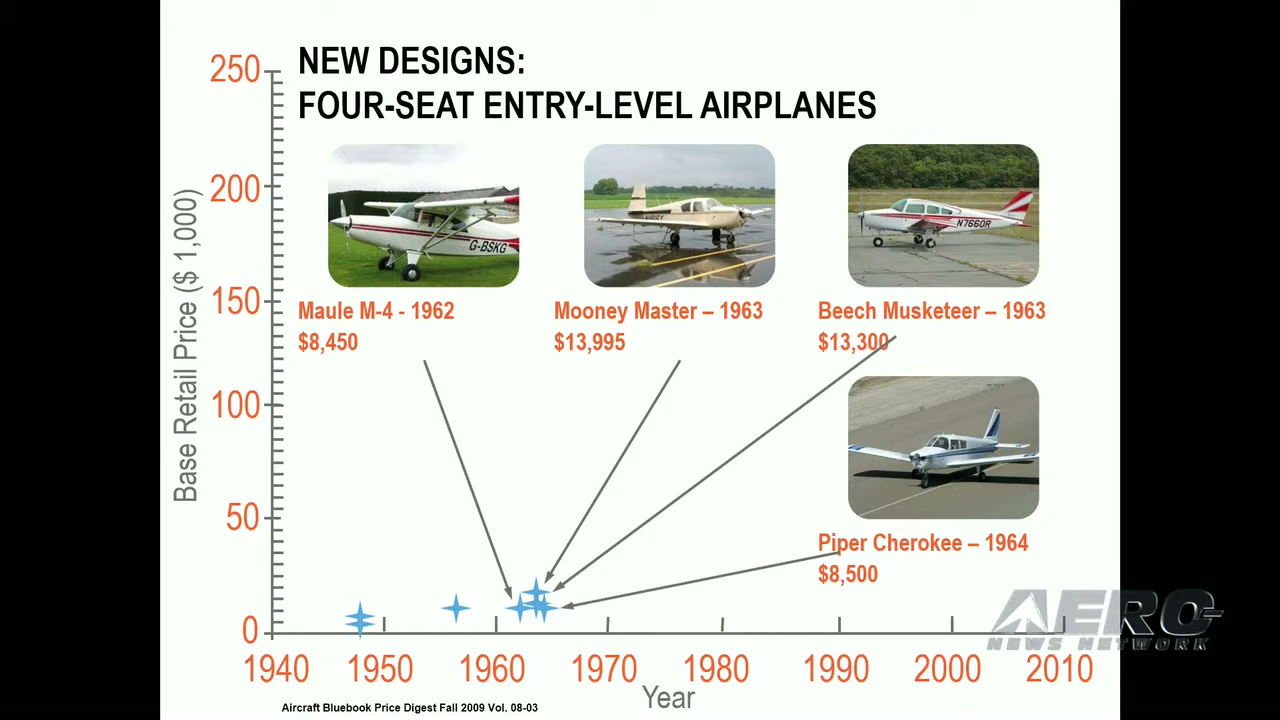 NEW DESIGNS:
FOUR-SEAT ENTRY-LEVEL AIRPLANES
250
200
150
100
50
0
Base Retail Price ($ 1,000)
G-BSKG
N7660R
Maule M-4 - 1962
$8,450
Mooney Master – 1963
$13,995
Beech Musketeer – 1963
$13,300
Piper Cherokee – 1964
$8,500
1940
1950
1960
1970
1980
1990
2000
2010
Year
Aircraft Bluebook Price Digest Fall 2009 Vol. 08-03
AERO-
NEWS NETWORK